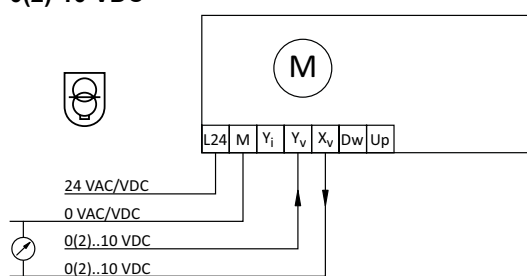 0(2)-10 VDC
M
L24 M Yi Yv Xv Dw Up
24 VAC/VDC
0 VAC/VDC
0(2)..10 VDC
0(2)..10 VDC